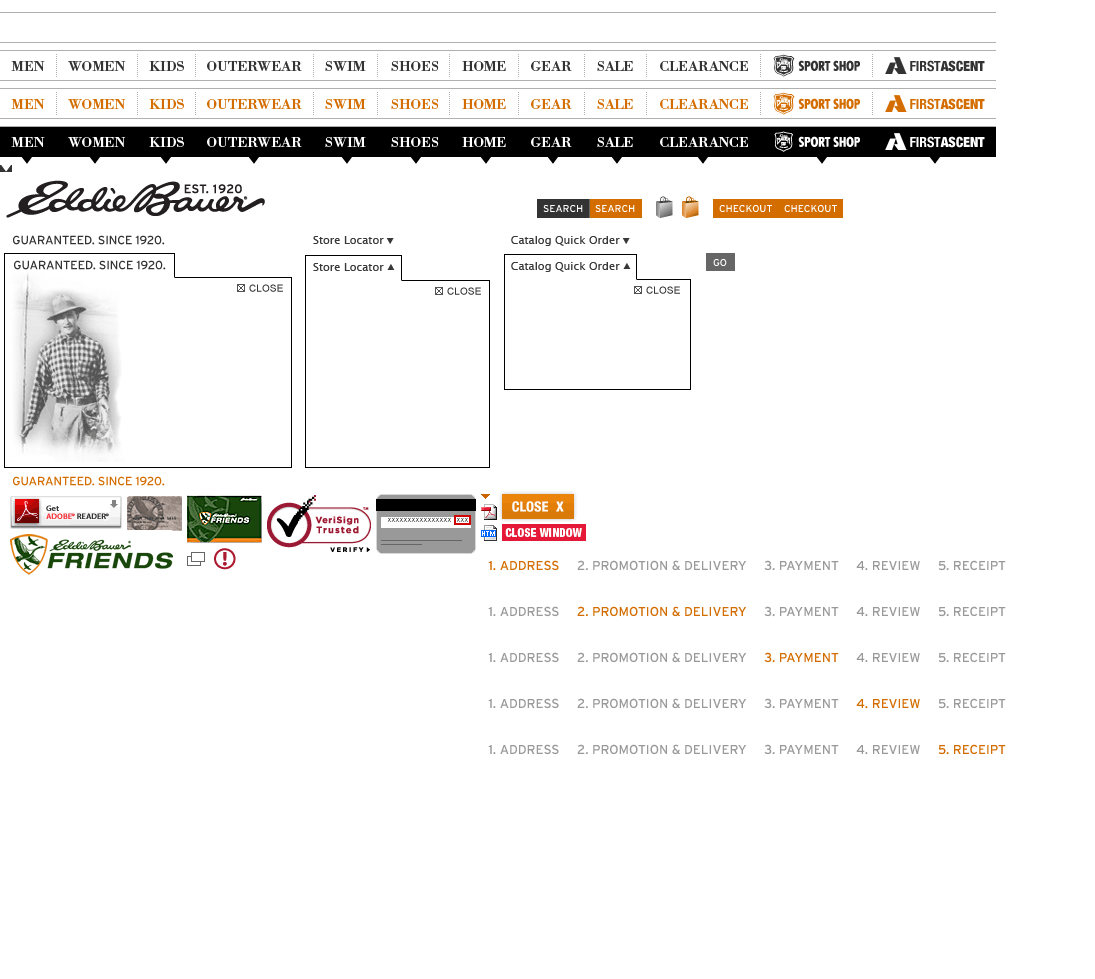 MEN WOMEN KIDS OUTERWEAR SWIM SHOES HOME GEAR SALE CLEARANCE SPORT SHOP FIRSTASCENT
MEN WOMEN KIDS OUTERWEAR SWIM SHOES HOME GEAR SALE CLEARANCE SPORT SHOP FIRSTASCENT
MEN WOMEN KIDS OUTERWEAR SWIM SHOES HOME GEAR SALE CLEARANCE SPORT SHOP FIRSTASCENT
Eddie Bauer EST. 1920
SEARCH SEARCH CHECKOUT CHECKOUT
GUARANTEED. SINCE 1920. Store Locator Catalog Quick Order
GUARANTEED. SINCE 1920. Store Locator Catalog Quick Order GO
CLOSE CLOSE CLOSE
GUARANTEED. SINCE 1920.
Get
ADOBE® READER®
Eddie Bauer
FRIENDS
VeriSign
Trusted
VERIFY
XXXXXXXXXXXXXXXX XXX
CLOSE X
CLOSE WINDOW
Eddie Bauer
FRIENDS
1. ADDRESS 2. PROMOTION & DELIVERY 3. PAYMENT 4. REVIEW 5. RECEIPT
1. ADDRESS 2. PROMOTION & DELIVERY 3. PAYMENT 4. REVIEW 5. RECEIPT
1. ADDRESS 2. PROMOTION & DELIVERY 3. PAYMENT 4. REVIEW 5. RECEIPT
1. ADDRESS 2. PROMOTION & DELIVERY 3. PAYMENT 4. REVIEW 5. RECEIPT
1. ADDRESS 2. PROMOTION & DELIVERY 3. PAYMENT 4. REVIEW 5. RECEIPT